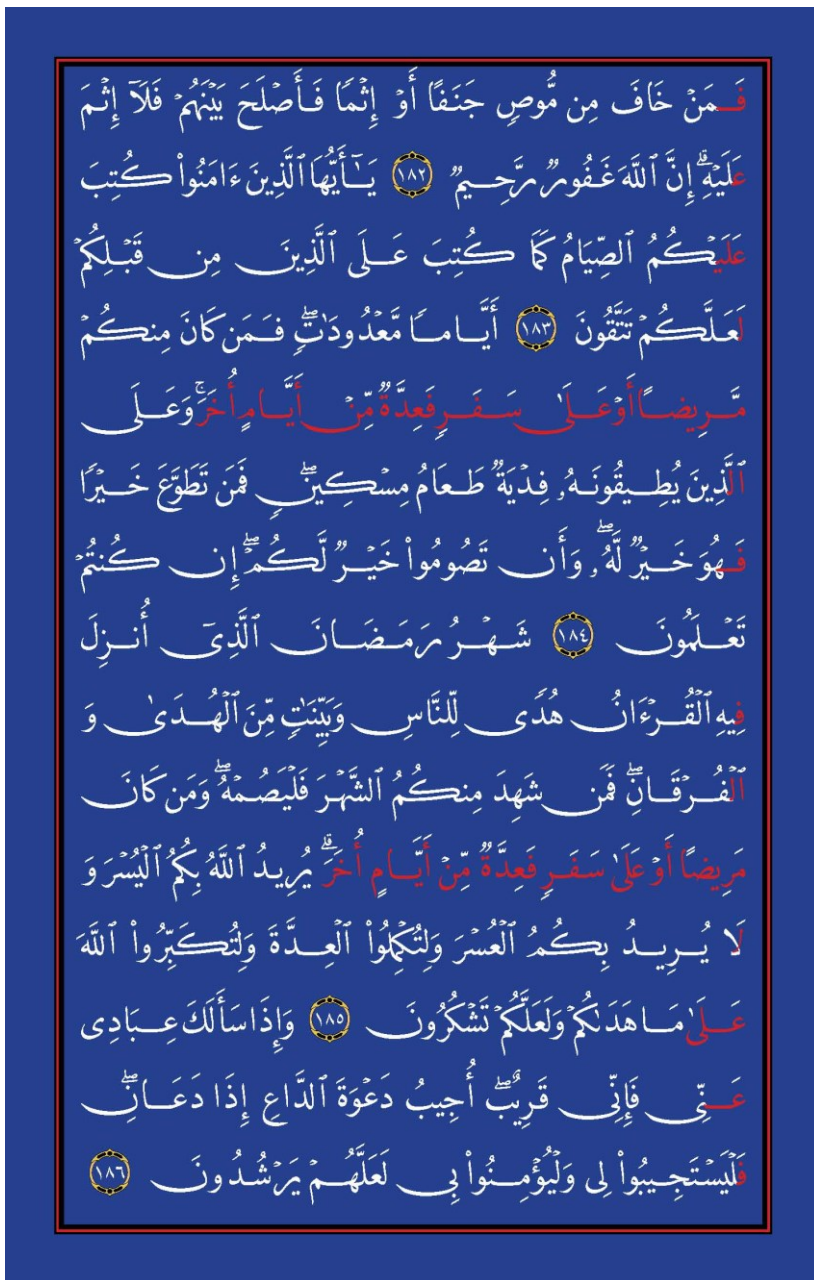 فَمَنْ خَافَ مِن مُّوصٍ جَنَفًا أَوْ إِثْمًا فَأَصْلَحَ بَيْنَهُمْ فَلَآ إِثْمَ
عَلَيْهِۚ إِنَّ ٱللَّهَ غَفُورٌ رَّحِيمٌ ١٨٢ يَـٰٓأَيُّهَا ٱلَّذِينَ ءَامَنُوا۟ كُتِبَ
عَلَيْكُمُ ٱلصِّيَامُ كَمَا كُتِبَ عَلَى ٱلَّذِينَ مِن قَبْلِكُمْ
لَعَلَّكُمْ تَتَّقُونَ ١٨٣ أَيَّامًا مَّعْدُودَٰتٍۖ فَمَن كَانَ مِنكُمْ
مَّرِيضًا أَوْ عَلَىٰ سَفَرٍ فَعِدَّةٌ مِّنْ أَيَّامٍ أُخَرَۚ وَعَلَى
ٱلَّذِينَ يُطِيقُونَهُۥ فِدْيَةٌ طَعَامُ مِسْكِينٍۖ فَمَن تَطَوَّعَ خَيْرًا
فَهُوَ خَيْرٌ لَّهُۥۖ وَأَن تَصُومُوا۟ خَيْرٌ لَّكُمْۖ إِن كُنتُمْ
تَعْلَمُونَ ١٨٤ شَهْرُ رَمَضَانَ ٱلَّذِىٓ أُنزِلَ
فِيهِ ٱلْقُرْءَانُ هُدًى لِّلنَّاسِ وَبَيِّنَـٰتٍ مِّنَ ٱلْهُدَىٰ وَ
ٱلْفُرْقَانِۖ فَمَن شَهِدَ مِنكُمُ ٱلشَّهْرَ فَلْيَصُمْهُۖ وَمَن كَانَ
مَرِيضًا أَوْ عَلَىٰ سَفَرٍ فَعِدَّةٌ مِّنْ أَيَّامٍ أُخَرَۗ يُرِيدُ ٱللَّهُ بِكُمُ ٱلْيُسْرَ وَ
لَا يُرِيدُ بِكُمُ ٱلْعُسْرَ وَلِتُكْمِلُوا۟ ٱلْعِدَّةَ وَلِتُكَبِّرُوا۟ ٱللَّهَ
عَلَىٰ مَا هَدَىٰكُمْ وَلَعَلَّكُمْ تَشْكُرُونَ ١٨٥ وَإِذَا سَأَلَكَ عِبَادِى
عَنِّى فَإِنِّى قَرِيبٌۖ أُجِيبُ دَعْوَةَ ٱلدَّاعِ إِذَا دَعَانِۖ
فَلْيَسْتَجِيبُوا۟ لِى وَلْيُؤْمِنُوا۟ بِى لَعَلَّهُمْ يَرْشُدُونَ ١٨٦